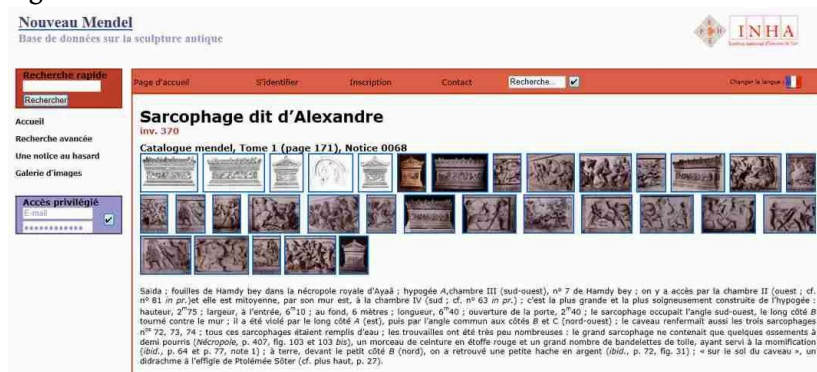 Nouveau Mendel
Base de données sur la sculpture antique
INHA
Recherche rapide
Rechercher
Accueil
Recherche avancée
Une notice au hasard
Galerie d'images
Accès privilégié
E-mail
Page d'accueil S'identifier Inscription Contact Recherche... Changer la langue :
Sarcophage dit d'Alexandre
inv. 370
Catalogue mendel, Tome 1 (page 171), Notice 0068
Saïda ; fouilles de Hamdy bey dans la nécropole royale d'Ayaâ ; hypogée A,chambre III (sud-ouest), n° 7 de Hamdy bey ; on y a accès par la chambre II (ouest ; cf.
n° 81 in pr.)et elle est mitoyenne, par son mur est, à la chambre IV (sud ; cf. n° 63 in pr.) ; c'est la plus grande et la plus soigneusement construite de l'hypogée :
hauteur, 2m75 ; largeur, à l'entrée, 6m10 ; au fond, 6 mètres ; longueur, 6m40 ; ouverture de la porte, 2m40 ; le sarcophage occupait l'angle sud-ouest, le long côté B
tourné contre le mur ; il a été violé par le long côté A (est), puis par l'angle commun aux côtés B et C (nord-ouest) ; le caveau renfermait aussi les trois sarcophages
nos 72, 73, 74 ; tous ces sarcophages étaient remplis d'eau ; les trouvailles ont été très peu nombreuses : le grand sarcophage ne contenait que quelques ossements à
demi pourris (Nécropole, p. 407, fig. 103 et 103 bis), un morceau de ceinture en étoffe rouge et un grand nombre de bandelettes de toile, ayant servi à la momification
(ibid., p. 64 et p. 77, note 1) ; à terre, devant le petit côté B (nord), on a retrouvé une petite hache en argent (ibid., p. 72, fig. 31) ; « sur le sol du caveau », un
didrachme à l'effigie de Ptolémée Sôter (cf. plus haut, p. 27).